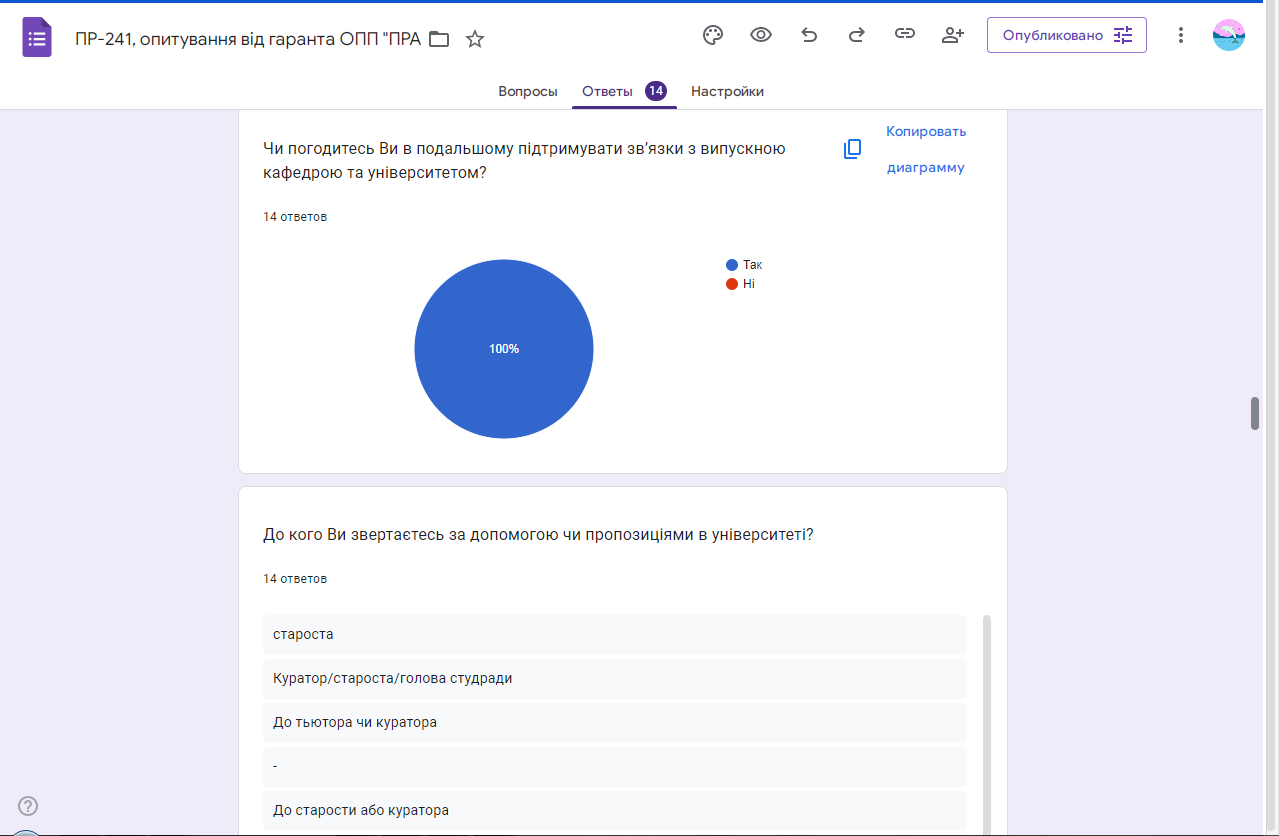 ПР-241, опитування від гаранта ОПП "ПРА
Опубликовано
Вопросы
Ответы 14
Настройки
Чи погодитесь Ви в подальшому підтримувати зв’язки з випускною
кафедрою та університетом?
Копировать
диаграмму
14 ответов
Так
Ні
100%
До кого Ви звертаєтесь за допомогою чи пропозиціями в університеті?
14 ответов
староста
Куратор/староста/голова студради
До тьютора чи куратора
-
До старости або куратора